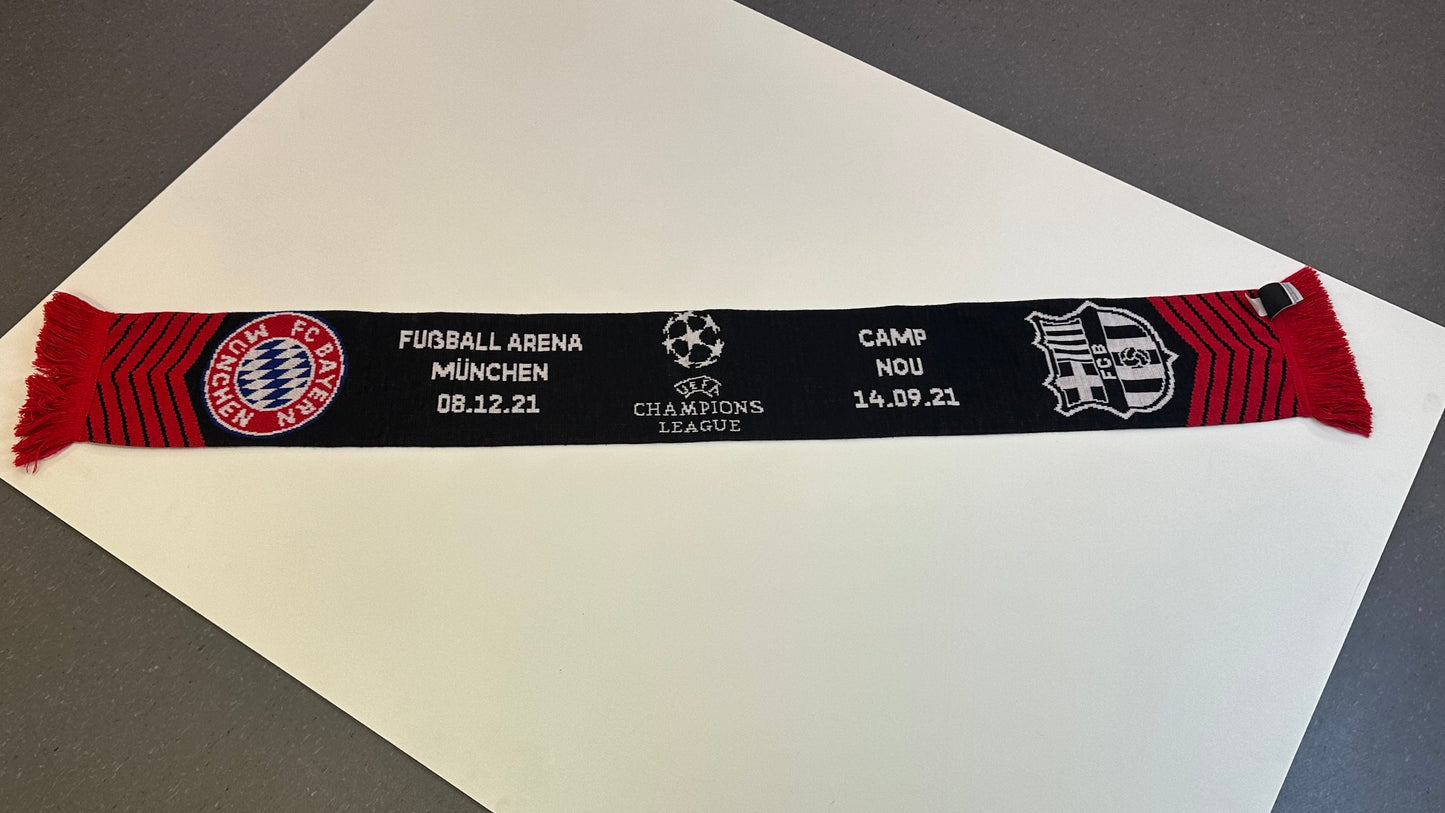 FC BAYERN
MÜNCHEN
FUẞBALL ARENA
MÜNCHEN
08.12.21
UEFA
CHAMPIONS
LEAGUE
CAMP
NOU
14.09.21
FCB